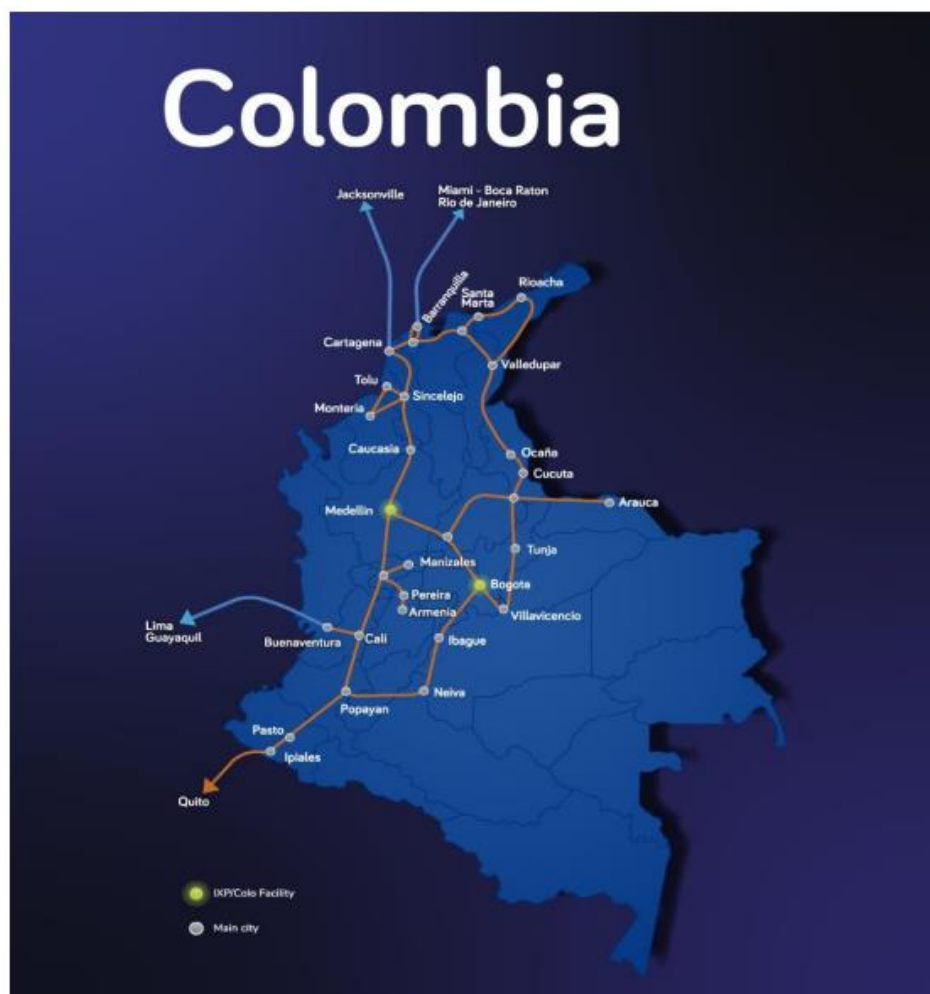 Colombia
Jacksonville
Miami - Boca Raton
Rio de Janeiro
Barranquilla
Santa
Marta
Rioacha
Cartagena
Valledupar
Tolu
Sincelejo
Monteria
Caucasia
Ocaña
Cucuta
Medellin
Arauca
Tunja
Manizales
Bogota
Pereira
Armenia
Villavicencio
Lima
Guayaquil
Buenaventura
Cali
Ibague
Neiva
Popayan
Pasto
Ipiales
Quito
IXP/Colo Facility
Main city